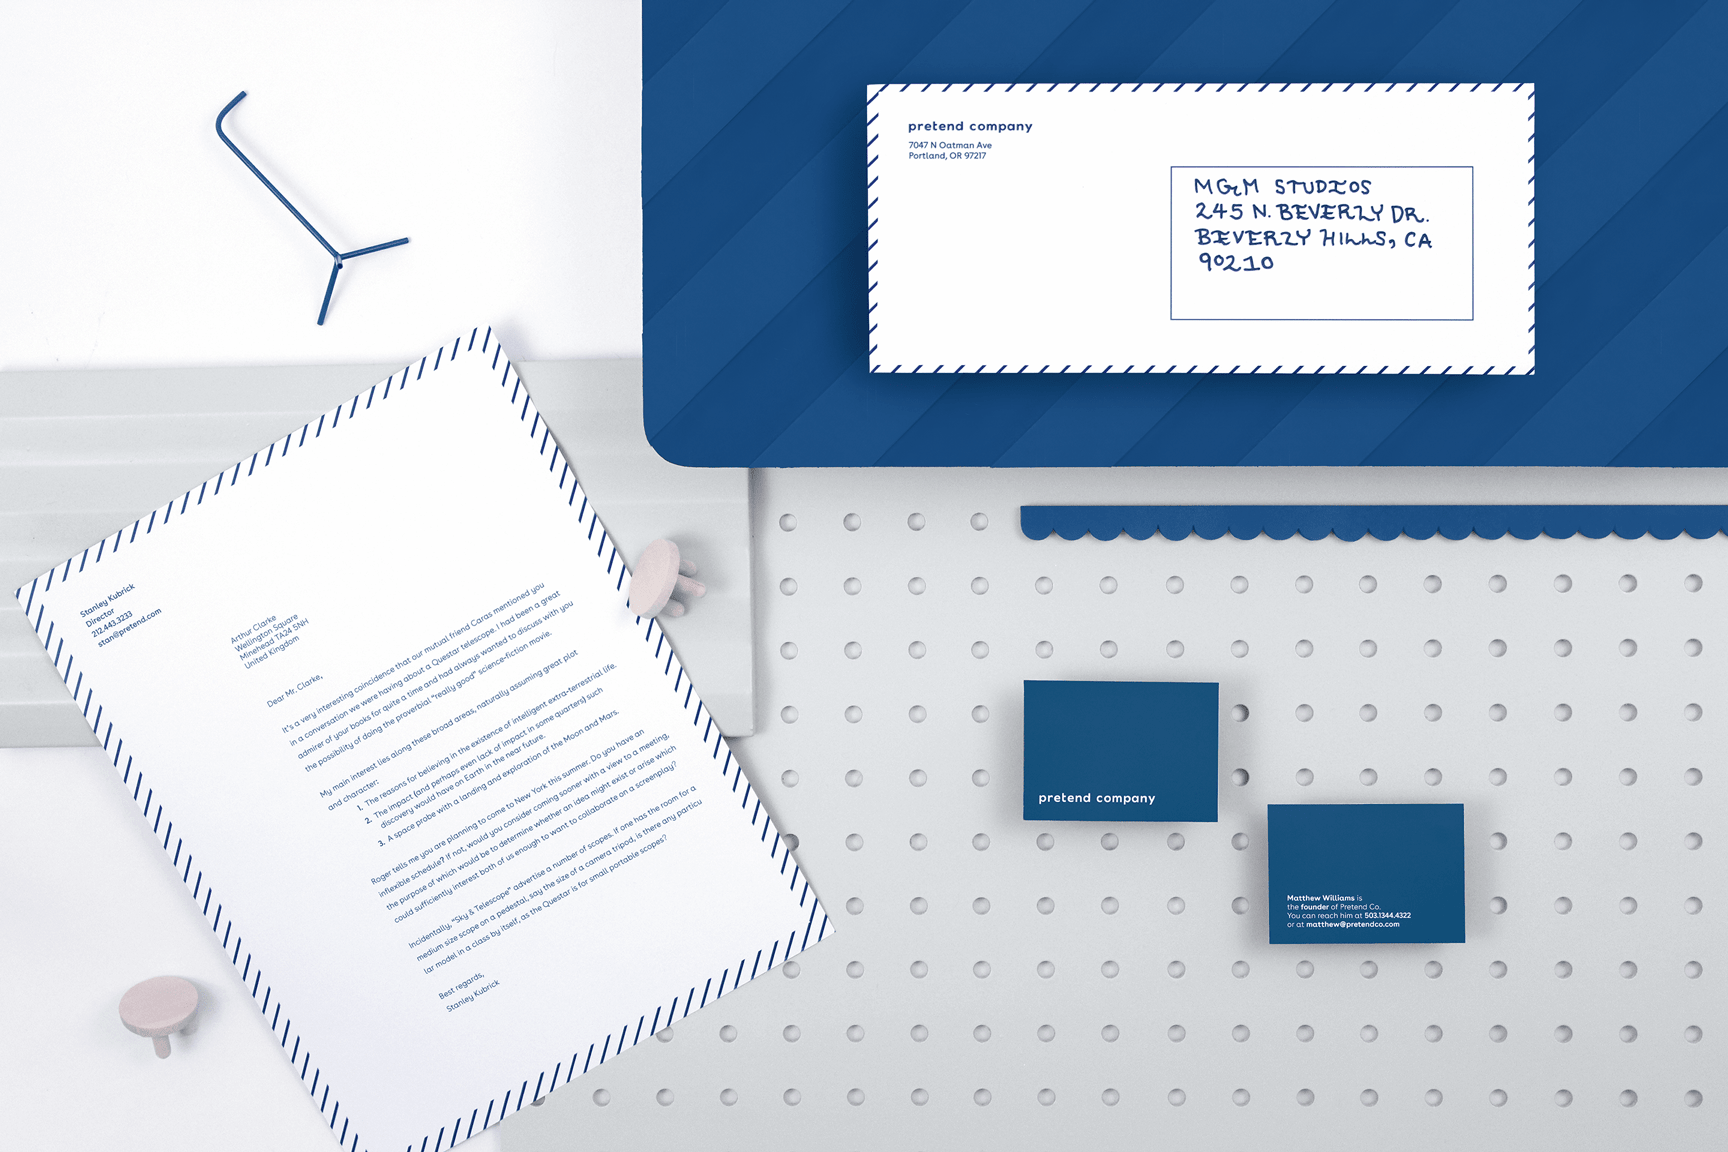 pretend company
7047 N Oatman Ave
Portland, OR 97217
MGM STUDIOS
245 N. BEVERLY DR.
BEVERLY HILLS, CA
90210
Stanley Kubrick
Director
212.443.3233
stan@pretend.com
Arthur Clarke
Wellington Square
Minehead TA24 5NH
United Kingdom
Dear Mr. Clarke,
It's a very interesting coincidence that our mutual friend Caras mentioned you
in a conversation we were having about a Questar telescope. I had been a great
admirer of your books for quite a time and had always wanted to discuss with you
the possibility of doing the proverbial "really good" science-fiction movie.
My main interest lies along these broad areas, naturally assuming great plot
and character:
1. The reasons for believing in the existence of intelligent extra-terrestrial life.
2. The impact (and perhaps even lack of impact in some quarters) such
discovery would have on Earth in the near future.
3. A space probe with a landing and exploration of the Moon and Mars.
Roger tells me you are planning to come to New York this summer. Do you have an
inflexible schedule? If not, would you consider coming sooner with a view to a meeting,
the purpose of which would be to determine whether an idea might exist or arise which
could sufficiently interest both of us enough to want to collaborate on a screenplay?
Incidentally, "Sky & Telescope" advertise a number of scopes. If one has the room for a
medium size scope on a pedestal, say the size of a camera tripod, is there any particu
lar model in a class by itself, as the Questar is for small portable scopes?
Best regards,
Stanley Kubrick
pretend company
Matthew Williams is
the founder of Pretend Co.
You can reach him at 503.1344.4322
or at matthew@pretendco.com